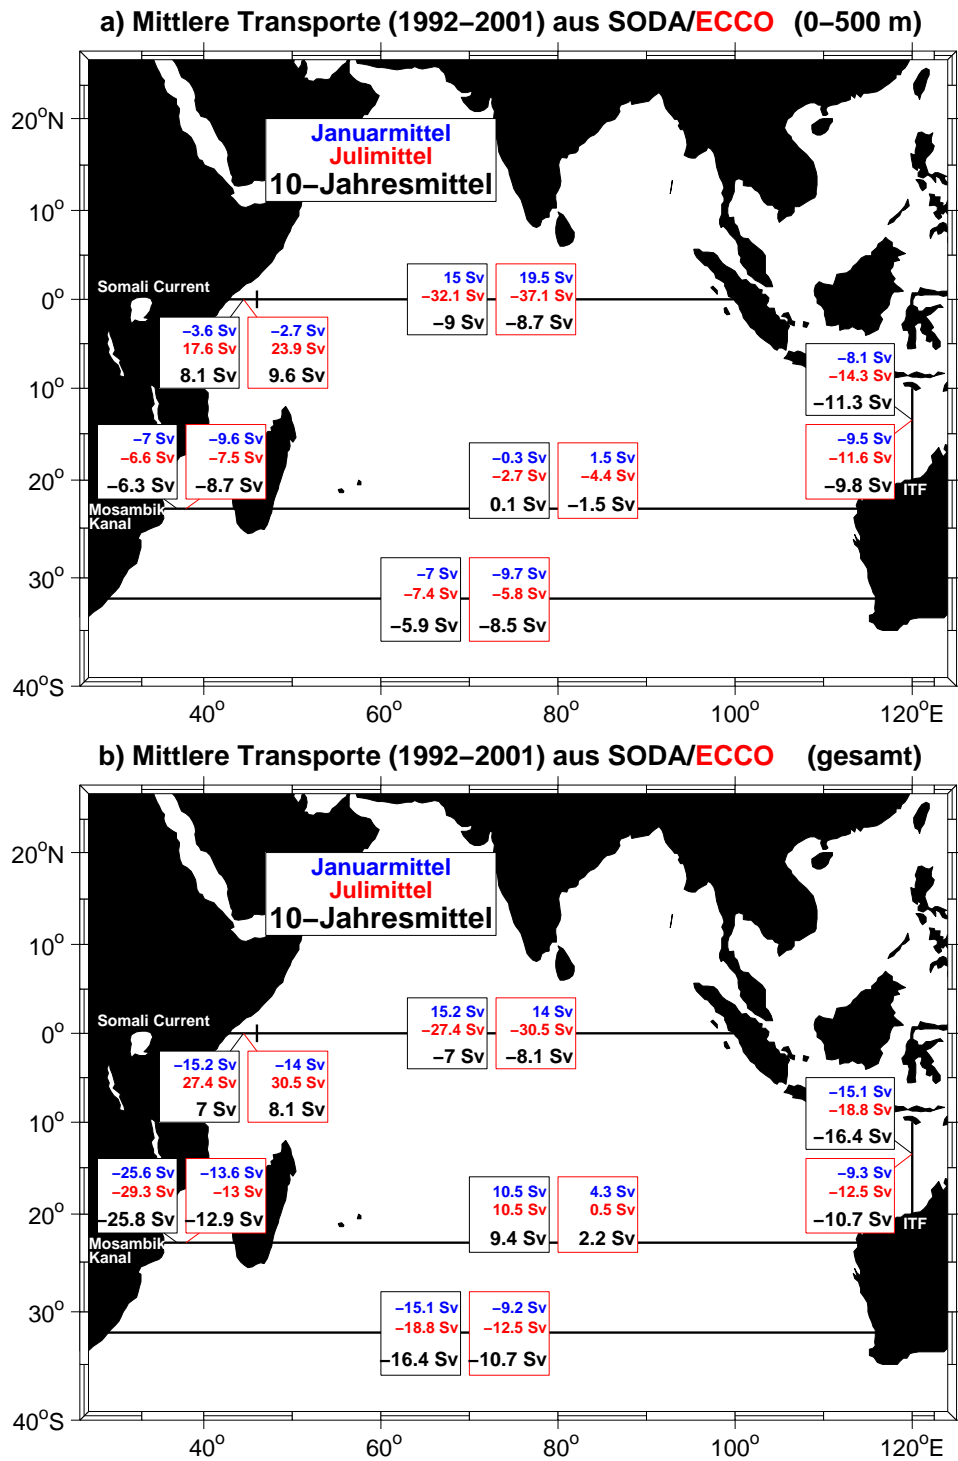 a) Mittlere Transporte (1992–2001) aus SODA/ECCO (0–500 m)
20°N
Januarmittel
Julimittel
10–Jahresmittel
10°
Somali Current
0°
15 Sv
–32.1 Sv
–9 Sv
19.5 Sv
–37.1 Sv
–8.7 Sv
–3.6 Sv
17.6 Sv
8.1 Sv
–2.7 Sv
23.9 Sv
9.6 Sv
–8.1 Sv
–14.3 Sv
–11.3 Sv
10°
–7 Sv
–6.6 Sv
–6.3 Sv
–9.6 Sv
–7.5 Sv
–8.7 Sv
–0.3 Sv
–2.7 Sv
0.1 Sv
1.5 Sv
–4.4 Sv
–1.5 Sv
–9.5 Sv
–11.6 Sv
–9.8 Sv
ITF
20°
Mosambik
Kanal
30°
–7 Sv
–7.4 Sv
–5.9 Sv
–9.7 Sv
–5.8 Sv
–8.5 Sv
40°S
40° 60° 80° 100° 120°E
b) Mittlere Transporte (1992–2001) aus SODA/ECCO (gesamt)
20°N
Januarmittel
Julimittel
10–Jahresmittel
10°
Somali Current
0°
15.2 Sv
–27.4 Sv
–7 Sv
14 Sv
–30.5 Sv
–8.1 Sv
–15.2 Sv
27.4 Sv
7 Sv
–14 Sv
30.5 Sv
8.1 Sv
–15.1 Sv
–18.8 Sv
–16.4 Sv
10°
–25.6 Sv
–29.3 Sv
–25.8 Sv
–13.6 Sv
–13 Sv
–12.9 Sv
10.5 Sv
10.5 Sv
9.4 Sv
4.3 Sv
0.5 Sv
2.2 Sv
–9.3 Sv
–12.5 Sv
–10.7 Sv
ITF
20°
Mosambik
Kanal
30°
–15.1 Sv
–18.8 Sv
–16.4 Sv
–9.2 Sv
–12.5 Sv
–10.7 Sv
40°S
40° 60° 80° 100° 120°E